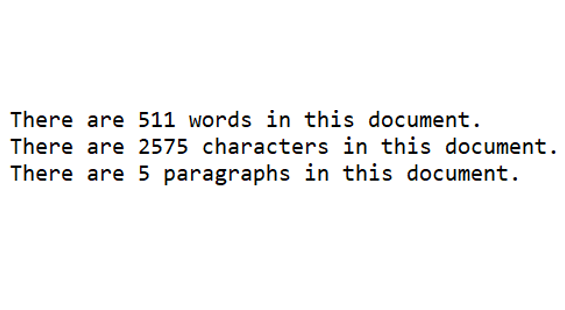 There are 511 words in this document.
There are 2575 characters in this document.
There are 5 paragraphs in this document.